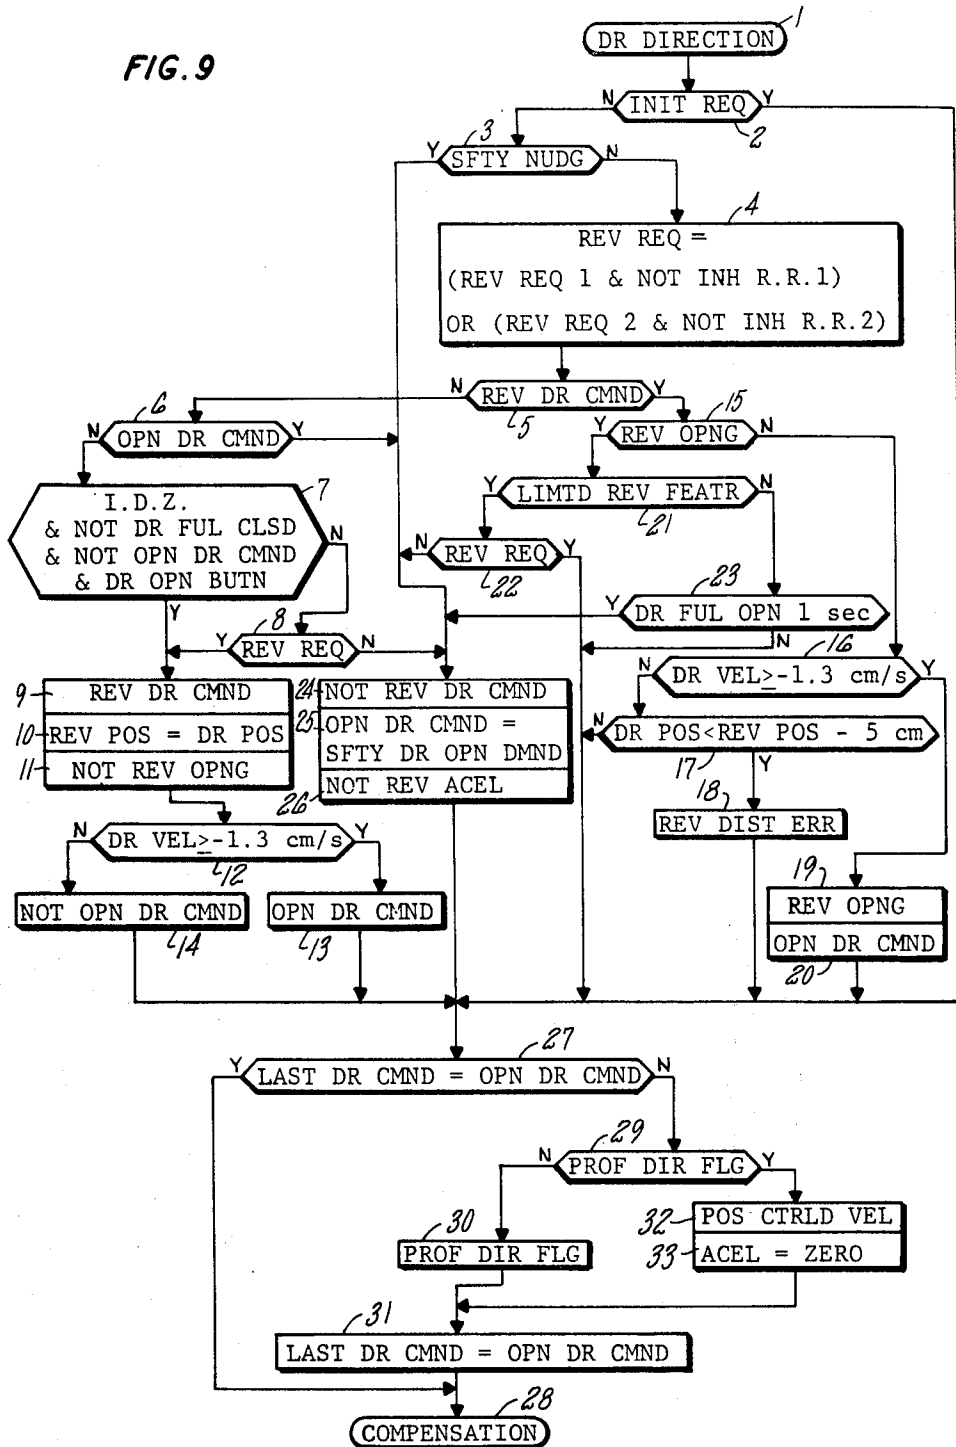 FIG. 9
1
DR DIRECTION
N INIT REQ Y
2
3
Y SFTY NUDG N
4
REV REQ =
(REV REQ 1 & NOT INH R.R.1)
OR (REV REQ 2 & NOT INH R.R.2)
N REV DR CMND Y
5
6
N OPN DR CMND Y
15
Y REV OPNG N
7
I.D.Z.
& NOT DR FUL CLSD
& NOT OPN DR CMND
& DR OPN BUTN
N
Y
Y LIMTD REV FEATR N
21
N REV REQ Y
22
23
Y DR FUL OPN 1 sec
N
8
Y REV REQ N
16
N DR VEL≥-1.3 cm/s Y
9 REV DR CMND
10 REV POS = DR POS
11 NOT REV OPNG
24 NOT REV DR CMND
25 OPN DR CMND =
SFTY DR OPN DMND
26 NOT REV ACEL
N DR POS<REV POS - 5 cm
17 Y
18
REV DIST ERR
N DR VEL≥-1.3 cm/s Y
12
NOT OPN DR CMND
14
OPN DR CMND
13
19
REV OPNG
OPN DR CMND
20
27
Y LAST DR CMND = OPN DR CMND N
29
N PROF DIR FLG Y
30
PROF DIR FLG
32 POS CTRLD VEL
33 ACEL = ZERO
31
LAST DR CMND = OPN DR CMND
28
COMPENSATION